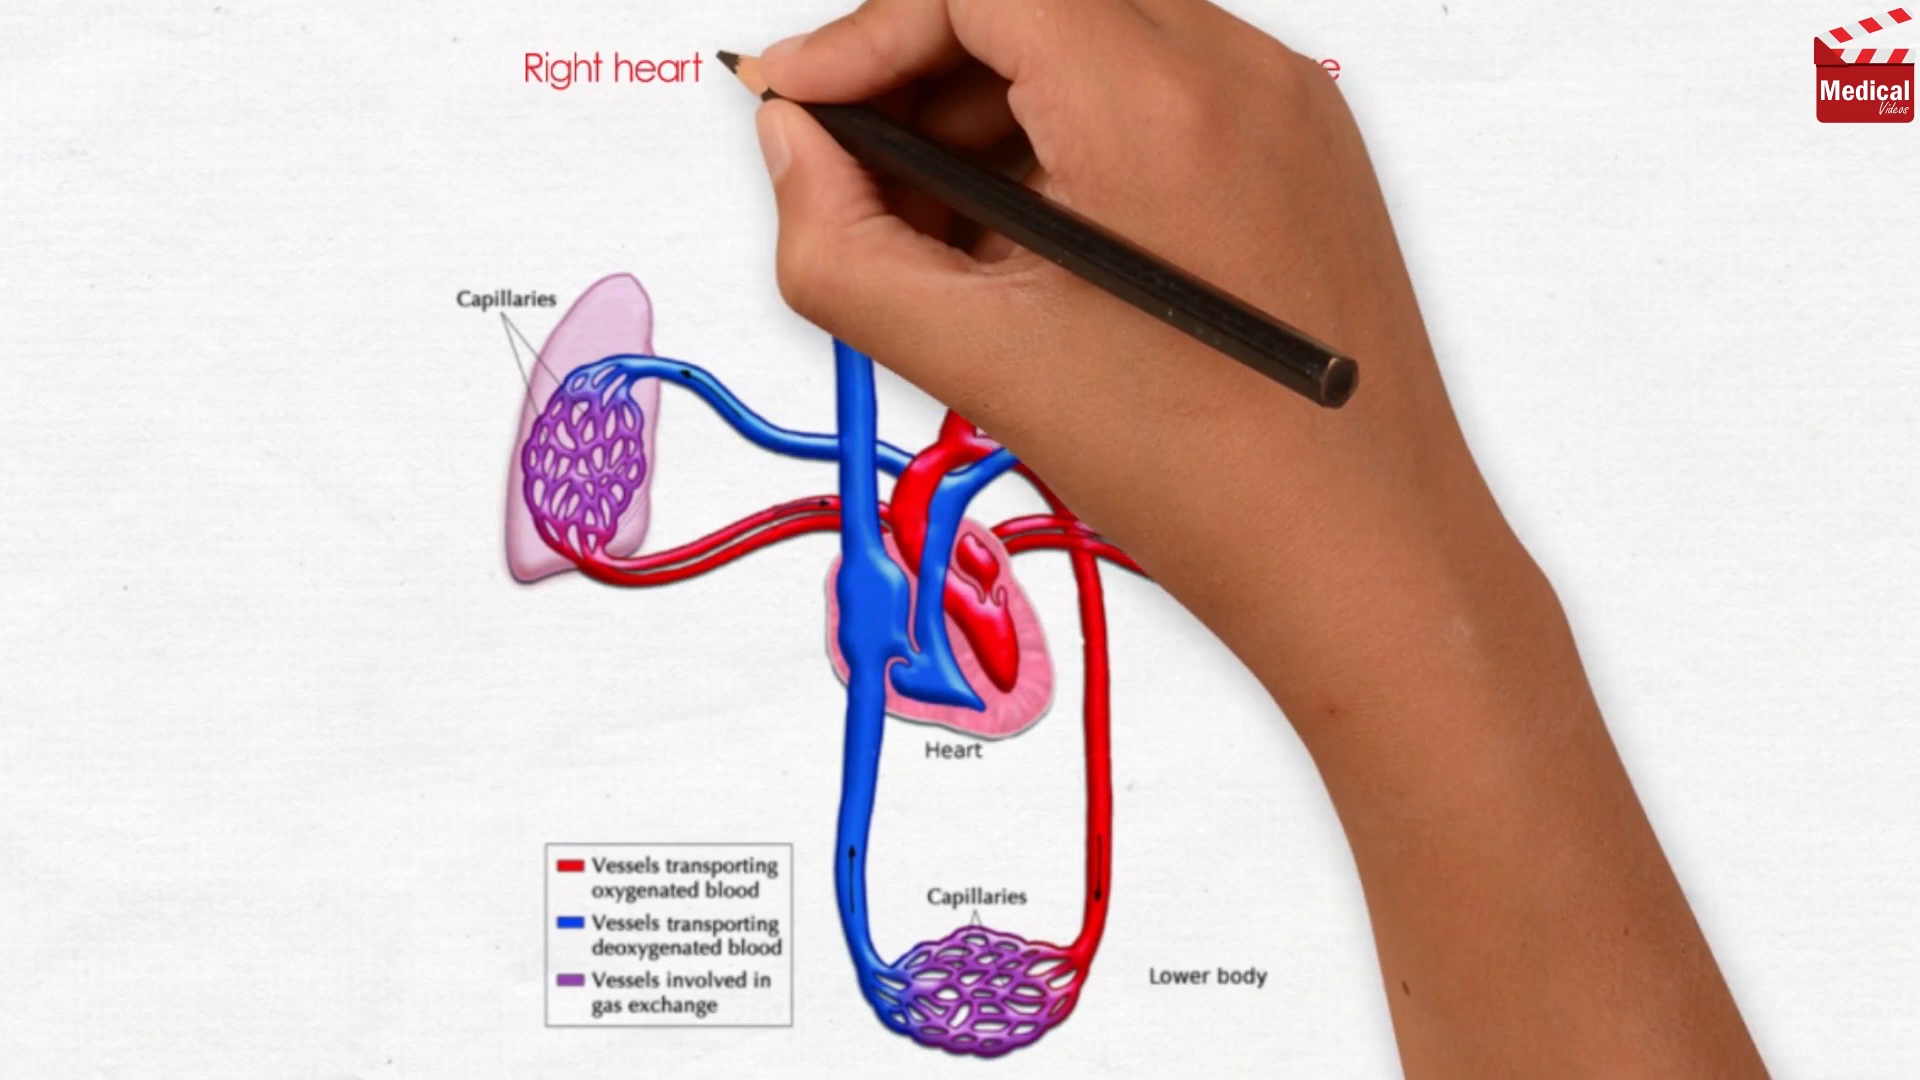 Right heart
Medical
Videos
Capillaries
Heart
Vessels transporting
oxygenated blood
Vessels transporting
deoxygenated blood
Vessels involved in
gas exchange
Capillaries
Lower body